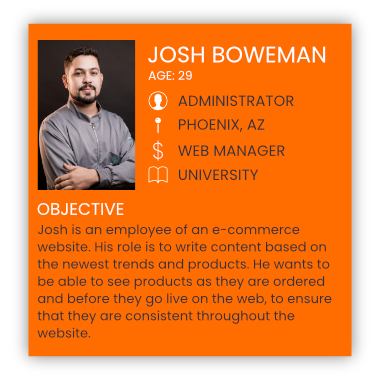 JOSH BOWEMAN
AGE: 29
ADMINISTRATOR
PHOENIX, AZ
$ WEB MANAGER
UNIVERSITY
OBJECTIVE
Josh is an employee of an e-commerce
website. His role is to write content based on
the newest trends and products. He wants to
be able to see products as they are ordered
and before they go live on the web, to ensure
that they are consistent throughout the
website.